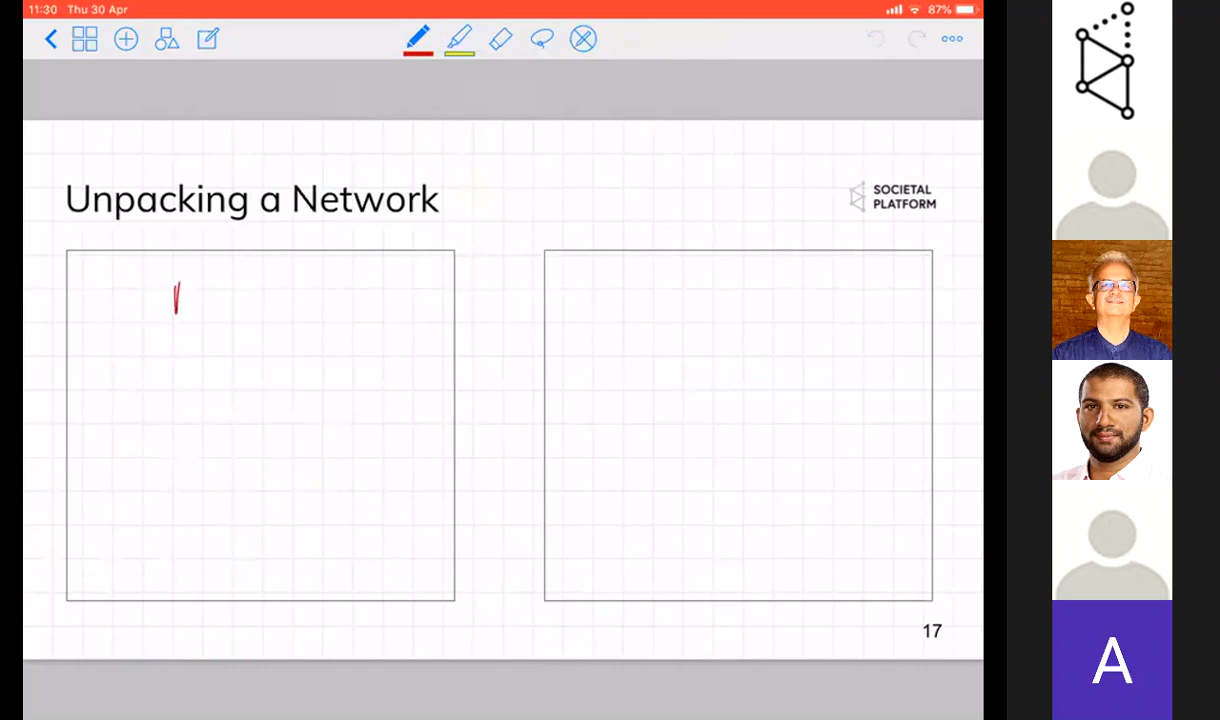 11:30 Thu 30 Apr
87%
Unpacking a Network
SOCIETAL
PLATFORM
17
A